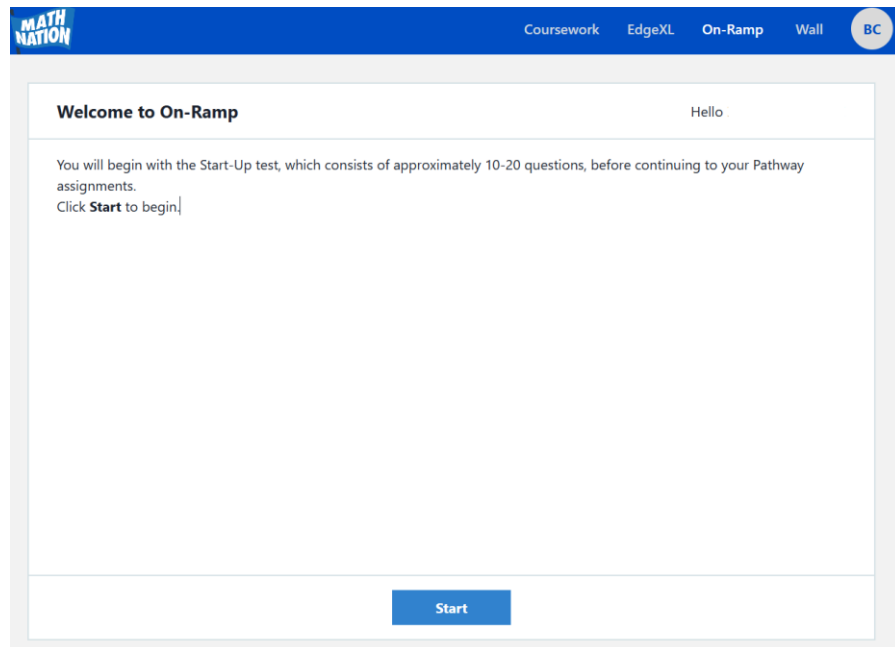 MATH
NATION
Coursework EdgeXL On-Ramp Wall BC
Welcome to On-Ramp Hello
You will begin with the Start-Up test, which consists of approximately 10-20 questions, before continuing to your Pathway
assignments.
Click Start to begin.
Start